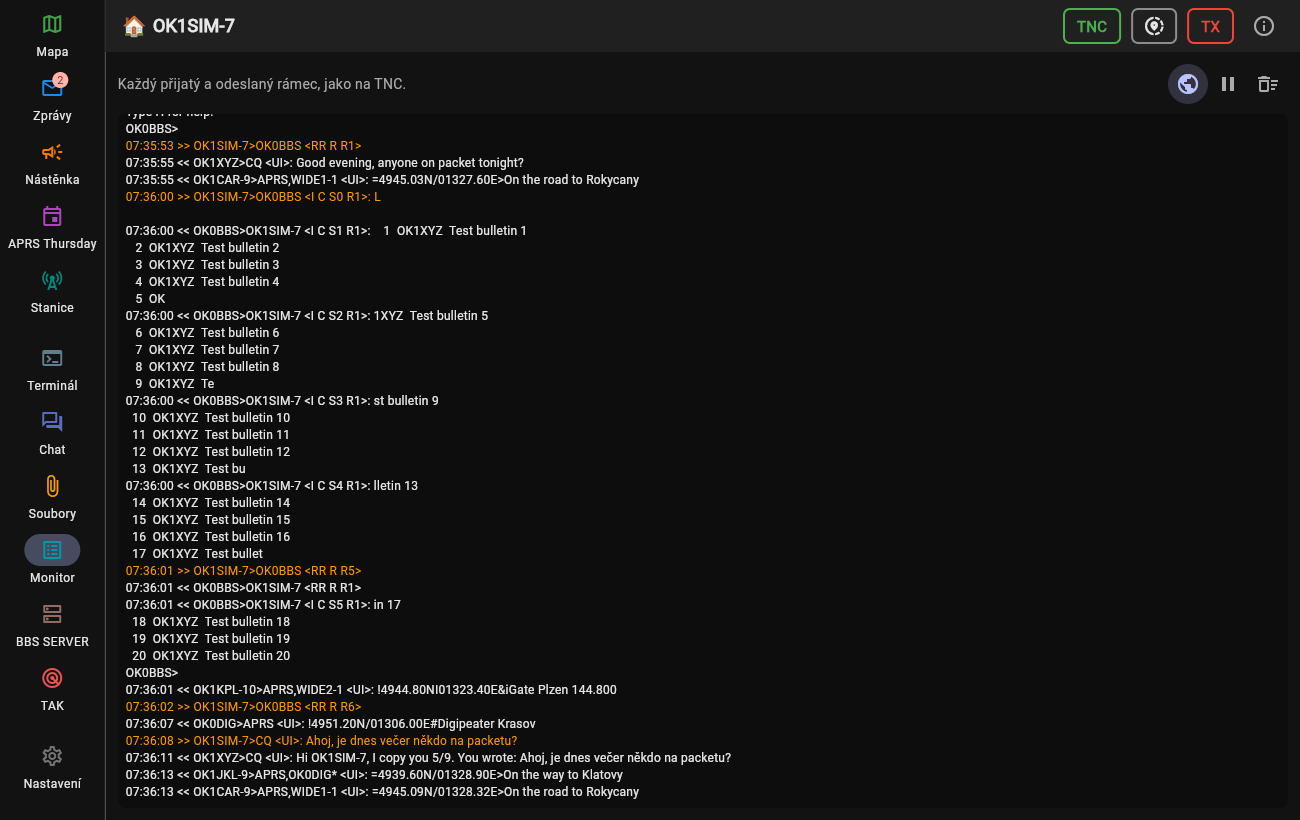 OK1SIM-7
TNC
TX
Mapa
2
Zprávy
Nástěnka
APRS Thursday
Stanice
Terminál
Chat
Soubory
Monitor
BBS SERVER
TAK
Nastavení
Každý přijatý a odeslaný rámec, jako na TNC.
OK0BBS>
07:35:53 >> OK1SIM-7>OK0BBS <RR R R1>
07:35:55 << OK1XYZ>CQ <UI>: Good evening, anyone on packet tonight?
07:35:55 << OK1CAR-9>APRS,WIDE1-1 <UI>: =4945.03N/01327.60E>On the road to Rokycany
07:36:00 >> OK1SIM-7>OK0BBS <I C S0 R1>: L
07:36:00 << OK0BBS>OK1SIM-7 <I C S1 R1>: 1 OK1XYZ Test bulletin 1
2 OK1XYZ Test bulletin 2
3 OK1XYZ Test bulletin 3
4 OK1XYZ Test bulletin 4
5 OK
07:36:00 << OK0BBS>OK1SIM-7 <I C S2 R1>: 1XYZ Test bulletin 5
6 OK1XYZ Test bulletin 6
7 OK1XYZ Test bulletin 7
8 OK1XYZ Test bulletin 8
9 OK1XYZ Te
07:36:00 << OK0BBS>OK1SIM-7 <I C S3 R1>: st bulletin 9
10 OK1XYZ Test bulletin 10
11 OK1XYZ Test bulletin 11
12 OK1XYZ Test bulletin 12
13 OK1XYZ Test bu
07:36:00 << OK0BBS>OK1SIM-7 <I C S4 R1>: lletin 13
14 OK1XYZ Test bulletin 14
15 OK1XYZ Test bulletin 15
16 OK1XYZ Test bulletin 16
17 OK1XYZ Test bullet
07:36:01 >> OK1SIM-7>OK0BBS <RR R R5>
07:36:01 << OK0BBS>OK1SIM-7 <RR R R1>
07:36:01 << OK0BBS>OK1SIM-7 <I C S5 R1>: in 17
18 OK1XYZ Test bulletin 18
19 OK1XYZ Test bulletin 19
20 OK1XYZ Test bulletin 20
OK0BBS>
07:36:01 << OK1KPL-10>APRS,WIDE2-1 <UI>: !4944.80NI01323.40E&iGate Plzen 144.800
07:36:02 >> OK1SIM-7>OK0BBS <RR R R6>
07:36:07 << OK0DIG>APRS <UI>: !4951.20N/01306.00E#Digipeater Krasov
07:36:08 >> OK1SIM-7>CQ <UI>: Ahoj, je dnes večer někdo na packetu?
07:36:11 << OK1XYZ>CQ <UI>: Hi OK1SIM-7, I copy you 5/9. You wrote: Ahoj, je dnes večer někdo na packetu?
07:36:13 << OK1JKL-9>APRS,OK0DIG* <UI>: =4939.60N/01328.90E>On the way to Klatovy
07:36:13 << OK1CAR-9>APRS,WIDE1-1 <UI>: =4945.09N/01328.32E>On the road to Rokycany